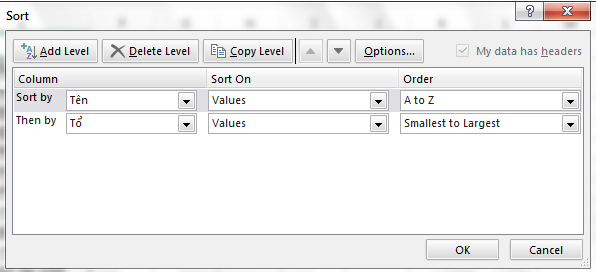 Sort
Add Level Delete Level Copy Level Options... My data has headers
Column Sort On Order
Sort by Tên Values A to Z
Then by Tổ Values Smallest to Largest
OK Cancel